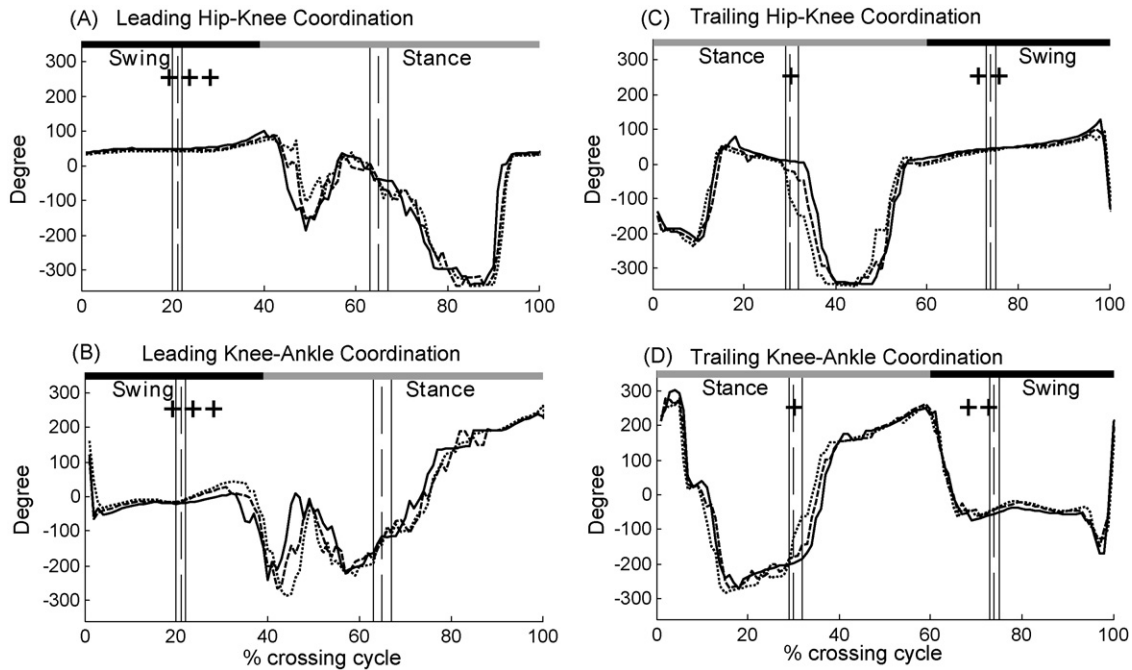 (A) Leading Hip-Knee Coordination
Swing
Stance
+ + +
300
200
100
0
-100
-200
-300
Degree
0 20 40 60 80 100
(B) Leading Knee-Ankle Coordination
Swing
Stance
+ + +
300
200
100
0
-100
-200
-300
Degree
0 20 40 60 80 100
% crossing cycle
(C) Trailing Hip-Knee Coordination
Stance
Swing
+ + +
300
200
100
0
-100
-200
-300
Degree
0 20 40 60 80 100
(D) Trailing Knee-Ankle Coordination
Stance
Swing
+ + +
300
200
100
0
-100
-200
-300
Degree
0 20 40 60 80 100
% crossing cycle